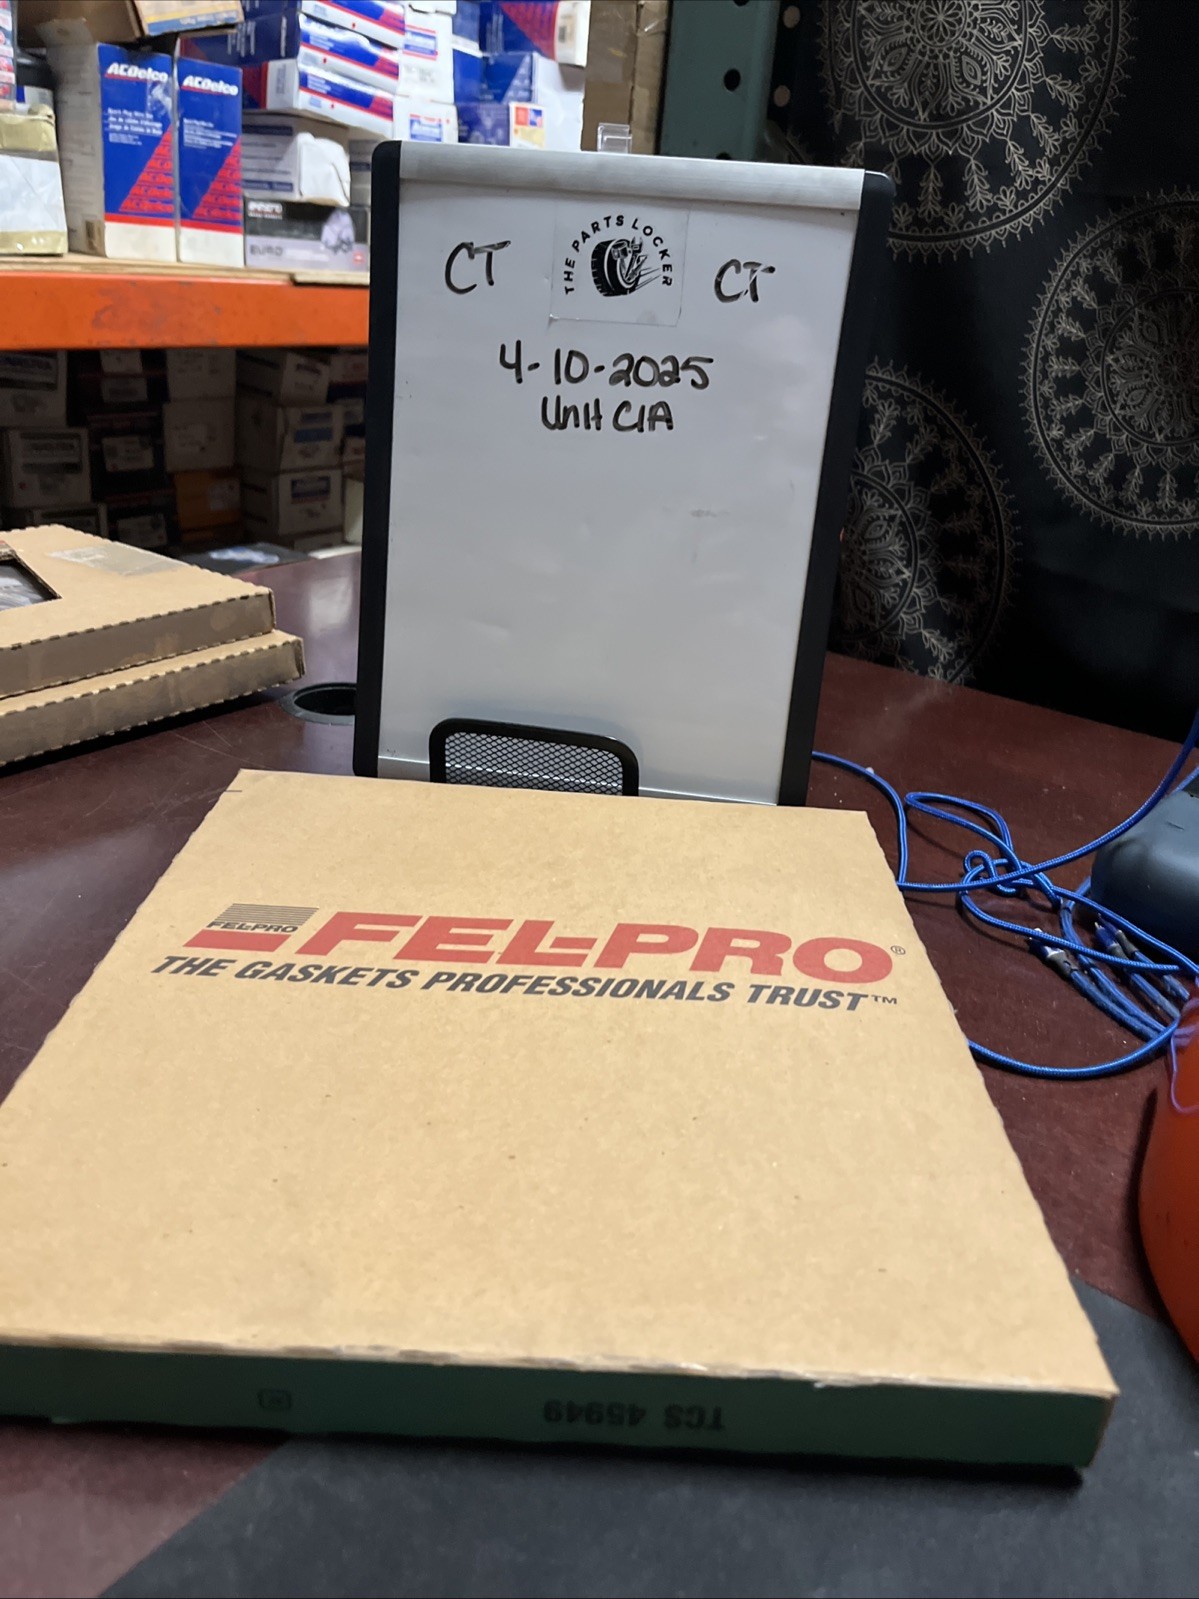 ACDelco
ACDelco
EURO
THE PARTS LOCKER
CT
CT
4-10-2025
Unit C1A
FEL-PRO
FEL-PRO®
THE GASKETS PROFESSIONALS TRUST™
TCS 45949